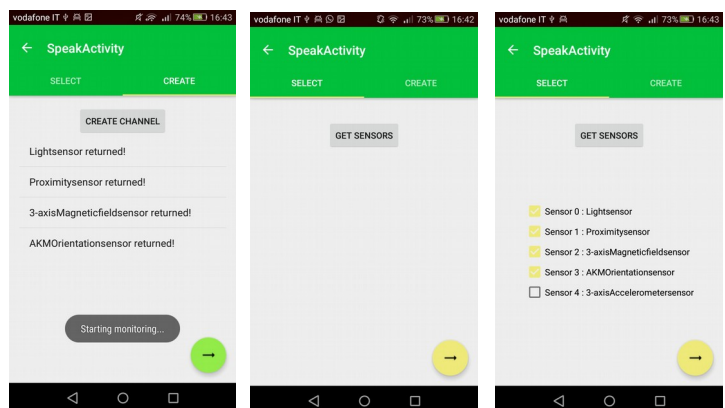 vodafone IT 74% 16:43
SpeakActivity
SELECT CREATE
CREATE CHANNEL
Lightsensor returned!
Proximitysensor returned!
3-axisMagneticfieldsensor returned!
AKMOrientationsensor returned!
Starting monitoring...
vodafone IT 73% 16:42
SpeakActivity
SELECT CREATE
GET SENSORS
vodafone IT 73% 16:43
SpeakActivity
SELECT CREATE
GET SENSORS
Sensor 0 : Lightsensor
Sensor 1 : Proximitysensor
Sensor 2 : 3-axisMagneticfieldsensor
Sensor 3 : AKMOrientationsensor
Sensor 4 : 3-axisAccelerometersensor